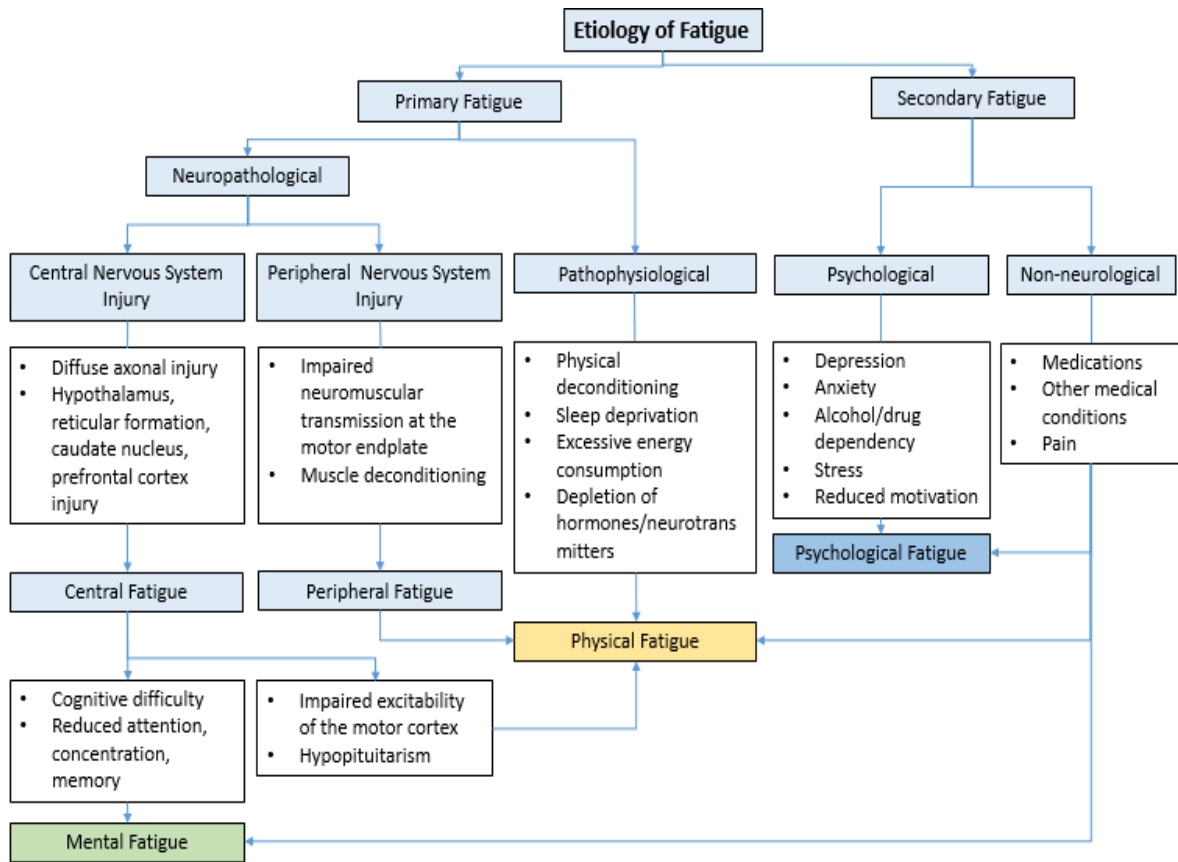 Etiology of Fatigue
Primary Fatigue
Secondary Fatigue
Neuropathological
Central Nervous System
Injury
Peripheral Nervous System
Injury
Pathophysiological
Psychological
Non-neurological
• Diffuse axonal injury
• Hypothalamus,
reticular formation,
caudate nucleus,
prefrontal cortex
injury
• Impaired
neuromuscular
transmission at the
motor endplate
• Muscle deconditioning
• Physical
deconditioning
• Sleep deprivation
• Excessive energy
consumption
• Depletion of
hormones/neurotrans
mitters
• Depression
• Anxiety
• Alcohol/drug
dependency
• Stress
• Reduced motivation
• Medications
• Other medical
conditions
• Pain
Psychological Fatigue
Central Fatigue
Peripheral Fatigue
Physical Fatigue
• Cognitive difficulty
• Reduced attention,
concentration,
memory
• Impaired excitability
of the motor cortex
• Hypopituitarism
Mental Fatigue